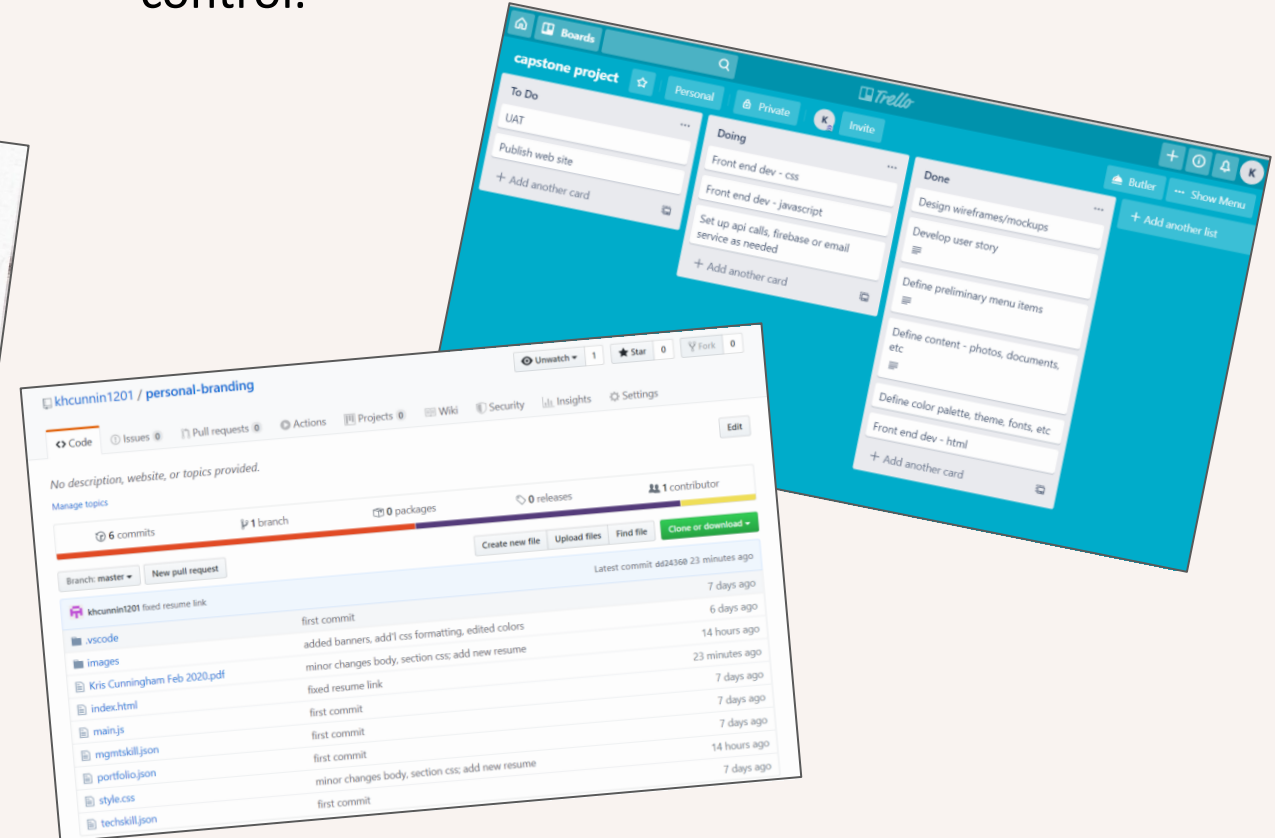 control.
Boards
Trello
capstone project
Personal
Private
K
Invite
K
Butler
... Show Menu
To Do
...
UAT
Publish web site
+ Add another card
Doing
...
Front end dev - css
Front end dev - javascript
Set up api calls, firebase or email
service as needed
+ Add another card
Done
...
Design wireframes/mockups
Develop user story
Define preliminary menu items
Define content - photos, documents,
etc
Define color palette, theme, fonts, etc
Front end dev - html
+ Add another card
+ Add another list
khcunnin1201 / personal-branding
Unwatch 1 Star 0 Fork 0
Code Issues 0 Pull requests 0 Actions Projects 0 Wiki Security Insights Settings
No description, website, or topics provided.
Edit
Manage topics
6 commits 1 branch 0 packages 0 releases 1 contributor
Branch: master New pull request Create new file Upload files Find file Clone or download
khcunnin1201 fixed resume link Latest commit dd24360 23 minutes ago
.vscode first commit 7 days ago
images added banners, add'l css formatting, edited colors 6 days ago
Kris Cunningham Feb 2020.pdf minor changes body, section css; add new resume 14 hours ago
index.html fixed resume link 23 minutes ago
main.js first commit 7 days ago
mgmtskill.json first commit 7 days ago
portfolio.json first commit 7 days ago
style.css minor changes body, section css; add new resume 14 hours ago
techskill.json first commit 7 days ago